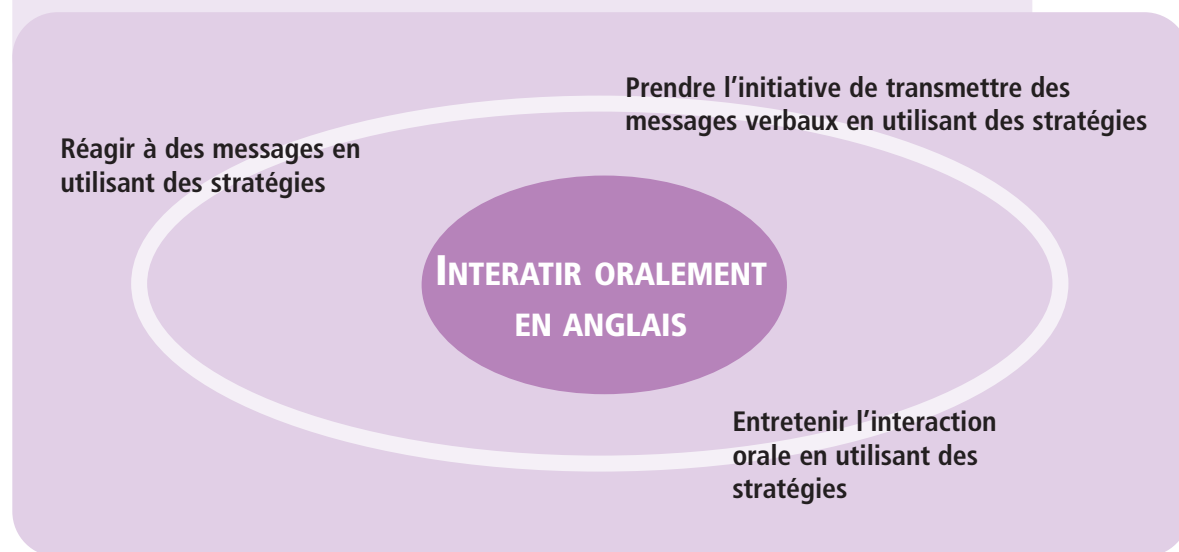 Prendre l’initiative de transmettre des
messages verbaux en utilisant des stratégies
Réagir à des messages en
utilisant des stratégies
INTERATIR ORALEMENT
EN ANGLAIS
Entretenir l’interaction
orale en utilisant des
stratégies